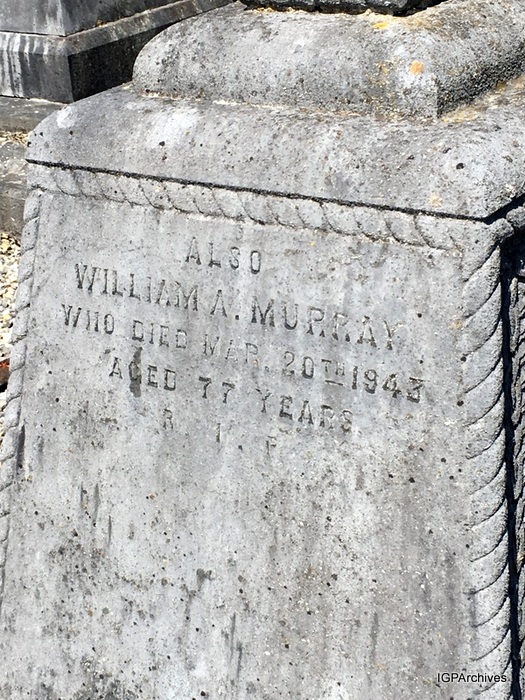 ALSO
WILLIAM A. MURRAY
WHO DIED MAR. 20TH 1943
AGED 77 YEARS
R. I. P.
IGPArchives